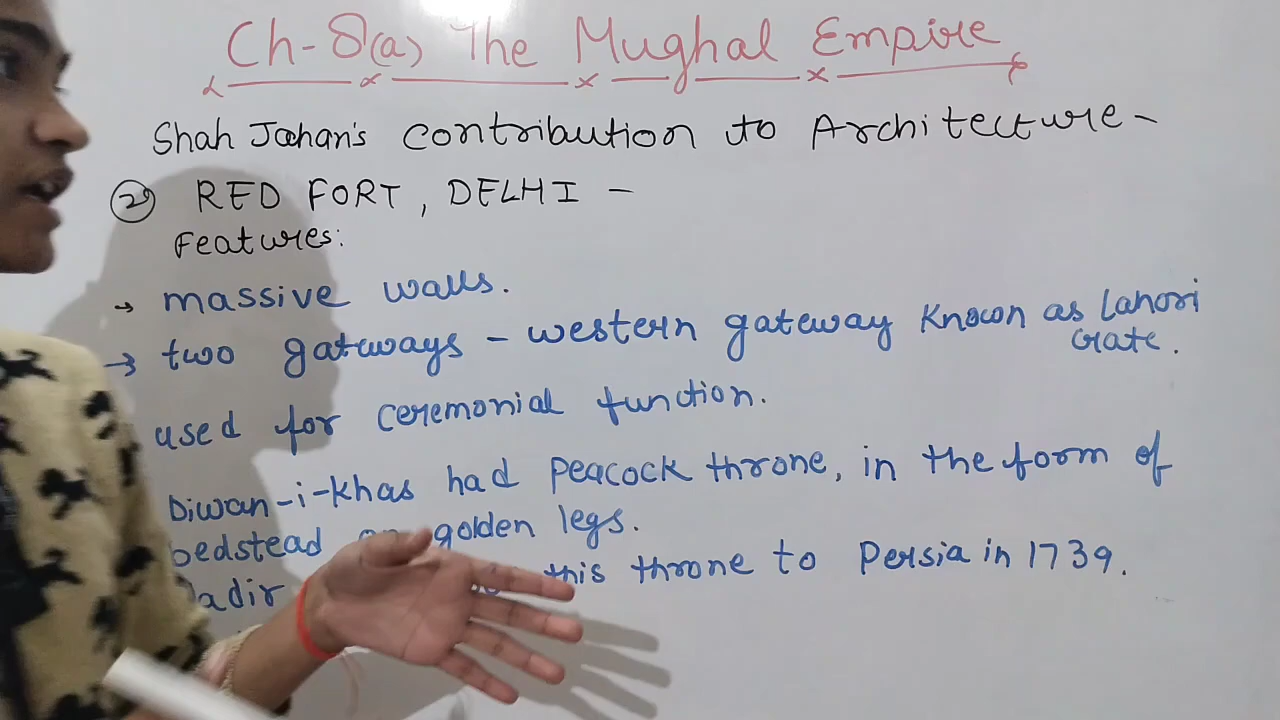 Ch-8(a) The Mughal Empire
Shah Jahan's Contribution to Architecture-
② RED FORT, DELHI -
Features:
→ massive walls.
→ two gateways - western gateway known as Lahori
Gate.
used for ceremonial function.
Diwan-i-Khas had Peacock throne, in the form of
bedstead on golden legs.
Nadir this throne to Persia in 1739.